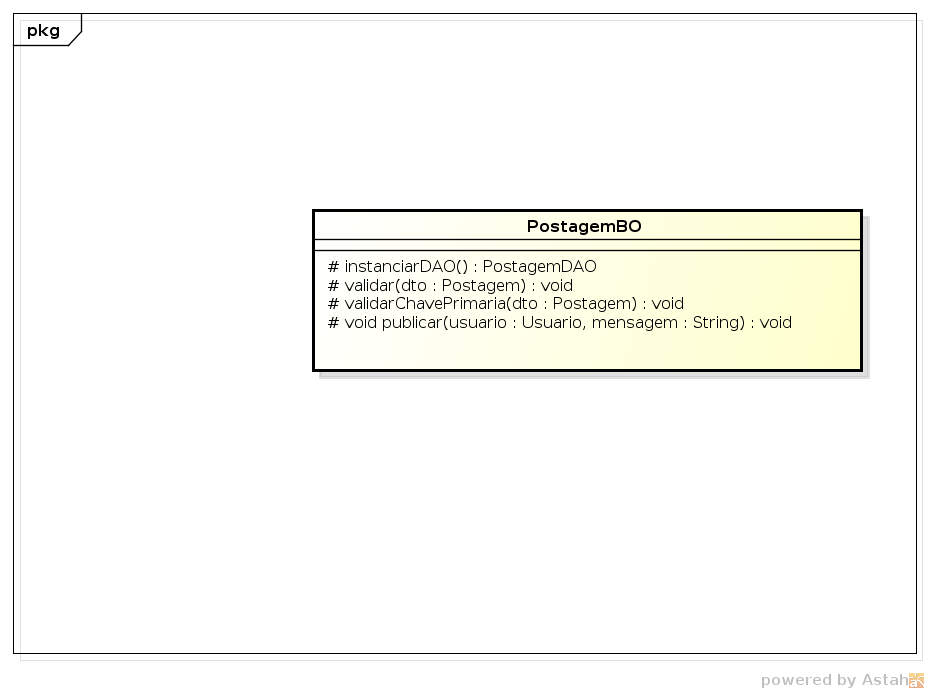 pkg
PostagemBO
# instanciarDAO() : PostagemDAO
# validar(dto : Postagem) : void
# validarChavePrimaria(dto : Postagem) : void
# void publicar(usuario : Usuario, mensagem : String) : void
powered by Astah